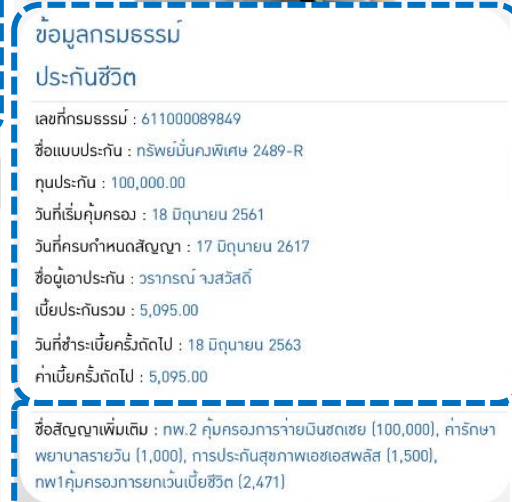 ข้อมูลกรมธรรม์
ประกันชีวิต
เลขที่กรมธรรม์ : 611000089849
ชื่อแบบประกัน : ทรัพย์มั่นคงพิเศษ 2489-R
ทุนประกัน : 100,000.00
วันที่เริ่มคุ้มครอง : 18 มิถุนายน 2561
วันที่ครบกำหนดสัญญา : 17 มิถุนายน 2617
ชื่อผู้เอาประกัน : วราภรณ์ จงสวัสดิ์
เบี้ยประกันรวม : 5,095.00
วันที่ชำระเบี้ยครั้งถัดไป : 18 มิถุนายน 2563
ค่าเบี้ยครั้งถัดไป : 5,095.00
ชื่อสัญญาเพิ่มเติม : ทพ.2 คุ้มครองการจ่ายเงินชดเชย (100,000), ค่ารักษา
พยาบาลรายวัน (1,000), การประกันสุขภาพเอชเอสพลัส (1,500),
ทพ1คุ้มครองการยกเว้นเบี้ยชีวิต (2,471)